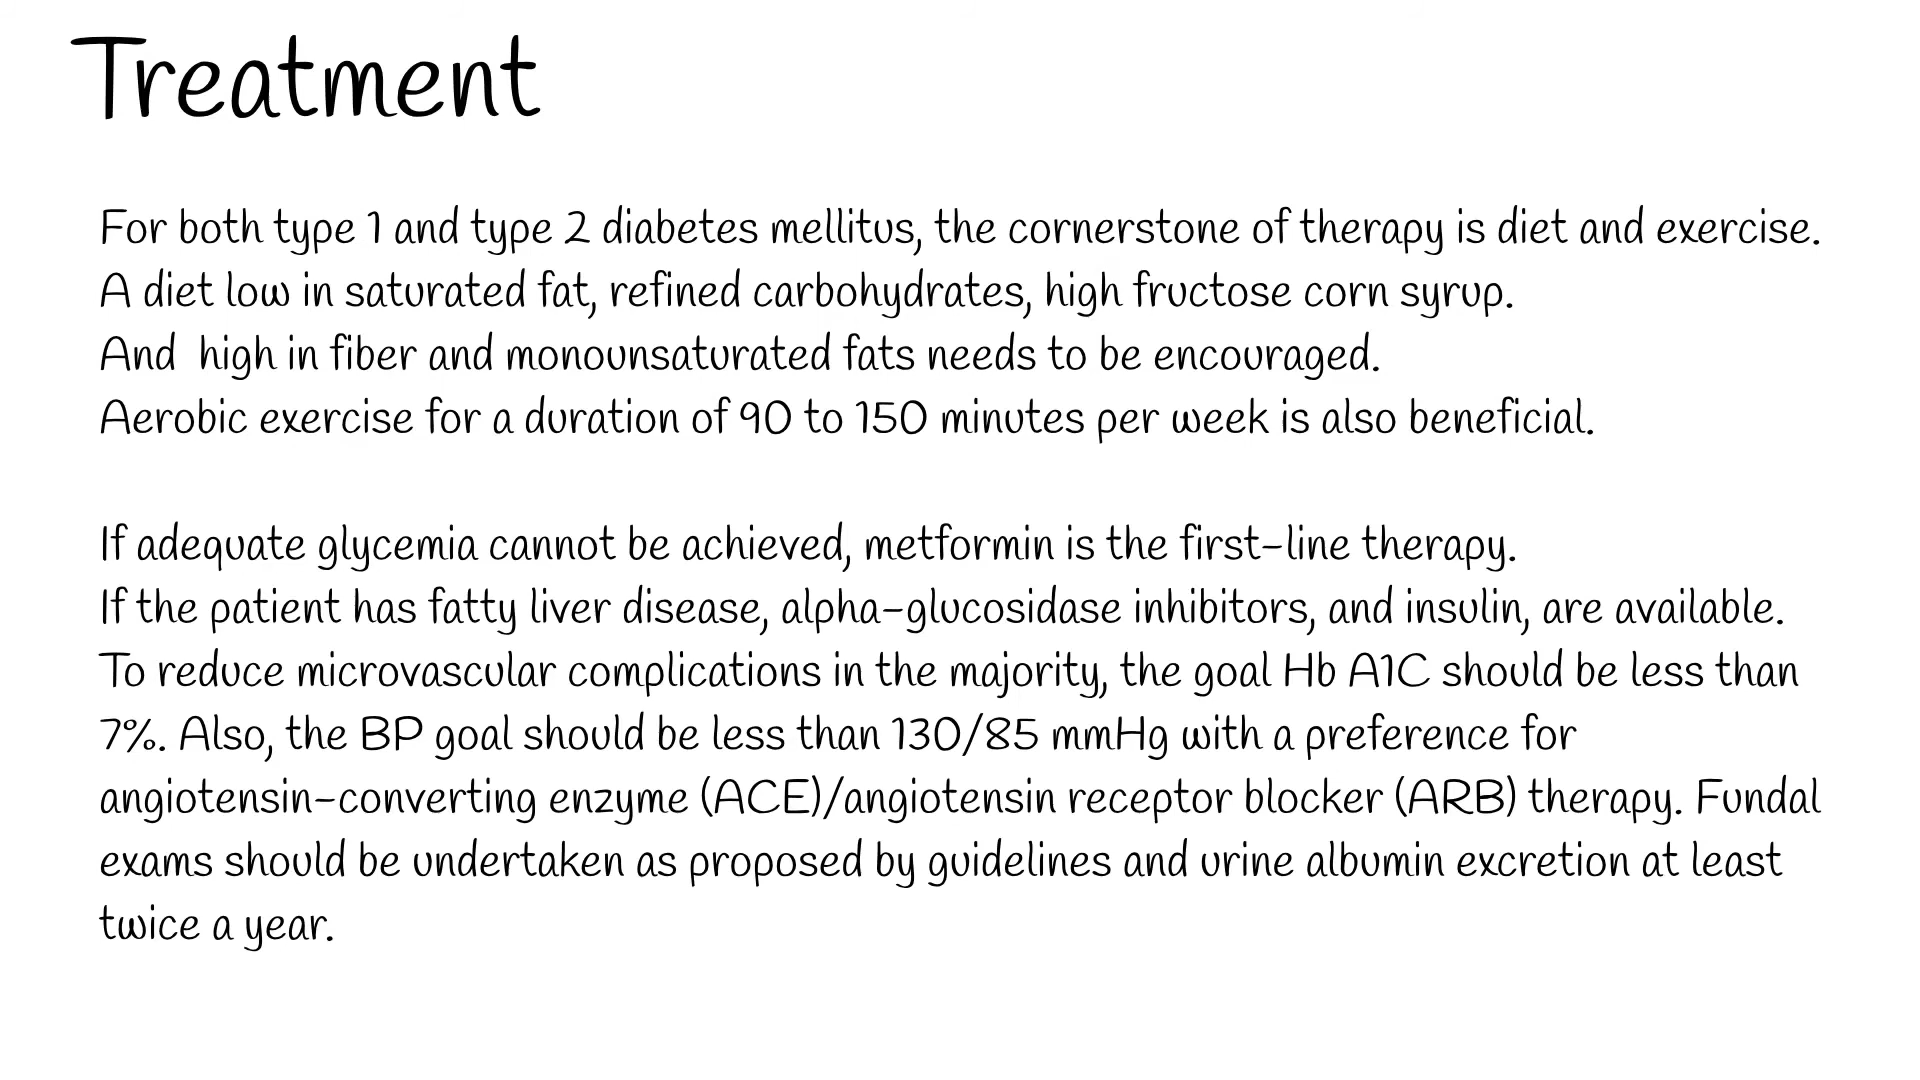 Treatment
For both type 1 and type 2 diabetes mellitus, the cornerstone of therapy is diet and exercise.
A diet low in saturated fat, refined carbohydrates, high fructose corn syrup.
And  high in fiber and monounsaturated fats needs to be encouraged.
Aerobic exercise for a duration of 90 to 150 minutes per week is also beneficial.
If adequate glycemia cannot be achieved, metformin is the first-line therapy.
If the patient has fatty liver disease, alpha-glucosidase inhibitors, and insulin, are available.
To reduce microvascular complications in the majority, the goal Hb A1C should be less than
7%. Also, the BP goal should be less than 130/85 mmHg with a preference for
angiotensin-converting enzyme (ACE)/angiotensin receptor blocker (ARB) therapy. Fundal
exams should be undertaken as proposed by guidelines and urine albumin excretion at least
twice a year.